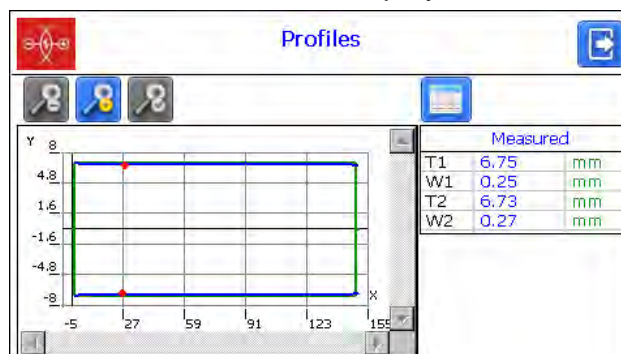 Profiles
Measured
T1 6.75 mm
W1 0.25 mm
T2 6.73 mm
W2 0.27 mm
Y
8
4.8
1.6
-1.6
-4.8
-8
X
-5 27 59 91 123 155